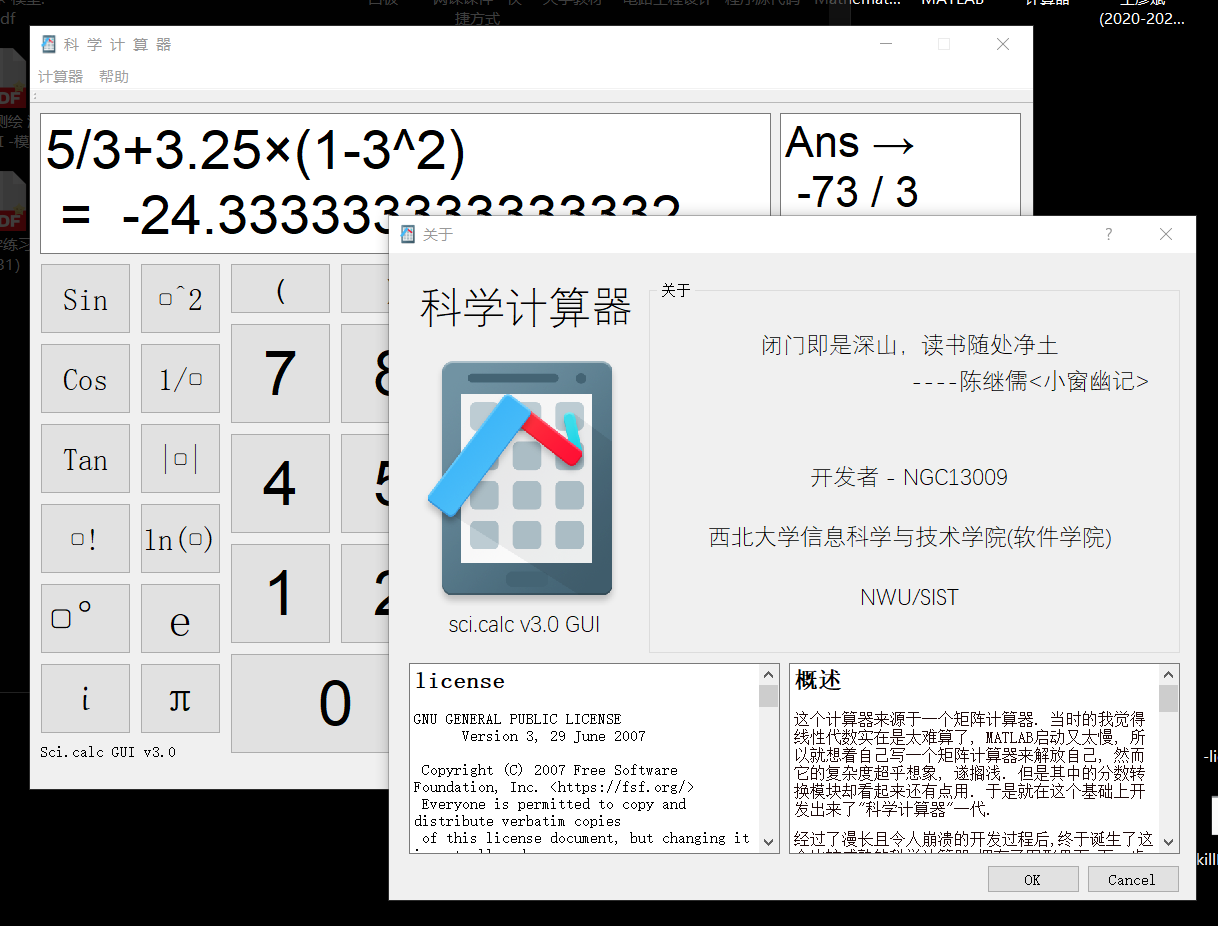 捷方式
MATLAB
计算器
(2020-202...
科学计算器
计算器 帮助
5/3+3.25×(1-3^2)
Ans →
-73 / 3
Sin
▢^2
(
Cos
1/▢
7
Tan
|▢|
4
▢!
ln(▢)
1
▢°
e
i
π
0
Sci.calc GUI v3.0
关于
科学计算器
sci.calc v3.0 GUI
关于
闭门即是深山，读书随处净土
----陈继儒<小窗幽记>
开发者 - NGC13009
西北大学信息科学与技术学院(软件学院)
NWU/SIST
license
GNU GENERAL PUBLIC LICENSE
Version 3, 29 June 2007
Copyright (C) 2007 Free Software
Foundation, Inc. <https://fsf.org/>
Everyone is permitted to copy and
distribute verbatim copies
of this license document, but changing it
概述
这个计算器来源于一个矩阵计算器. 当时的我觉得
线性代数实在是太难算了, MATLAB启动又太慢, 所
以就想着自己写一个矩阵计算器来解放自己, 然而
它的复杂度超乎想象, 遂搁浅. 但是其中的分数转
换模块却看起来还有点用. 于是就在这个基础上开
发出来了"科学计算器"一代.
经过了漫长且令人崩溃的开发过程后,终于诞生了这
OK
Cancel